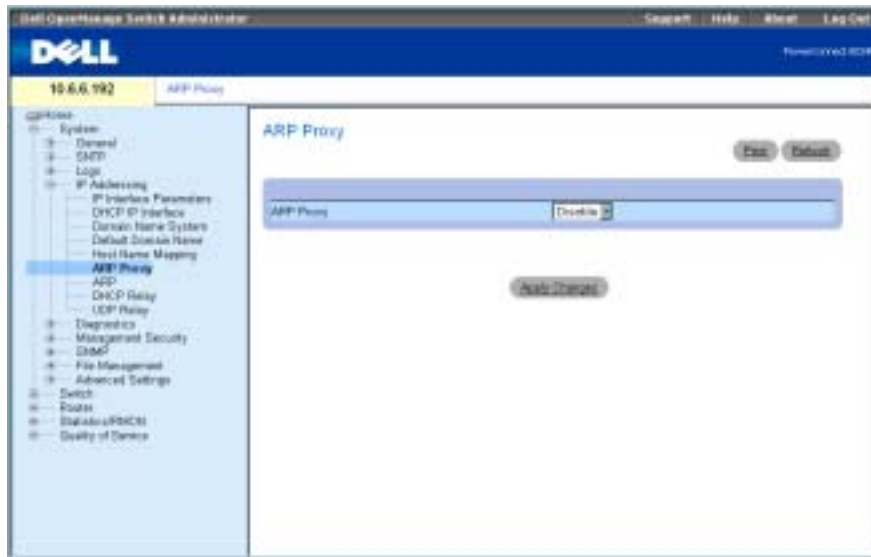 Dell OpenManage Switch Administrator
Support Help About Log Out
DELL
10.6.6.192
ARP Proxy
Home
System
General
SNTP
Logs
IP Addressing
IP Interface Parameters
DHCP IP Interface
Domain Name System
Default Domain Name
Host Name Mapping
ARP Proxy
ARP
DHCP Relay
UDP Relay
Diagnostics
Management Security
SNMP
File Management
Advanced Settings
Switch
Router
Statistics/RMON
Quality of Service
ARP Proxy
Print Refresh
ARP Proxy
Disable
Apply Changes